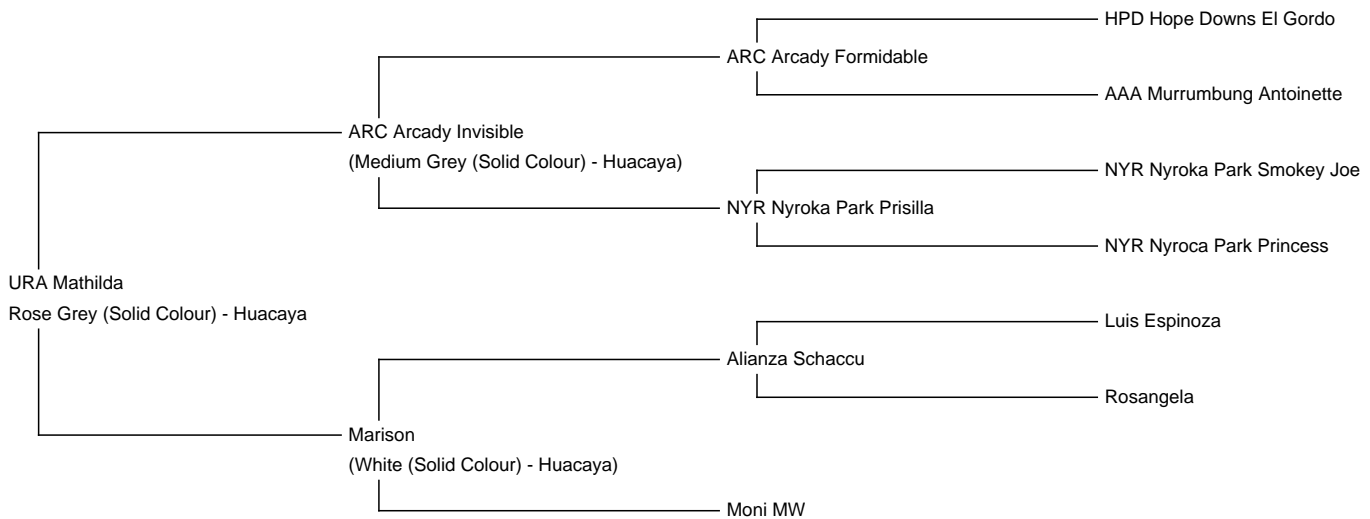 HPD Hope Downs El Gordo
ARC Arcady Formidable
AAA Murrumbung Antoinette
ARC Arcady Invisible
(Medium Grey (Solid Colour) - Huacaya)
NYR Nyroka Park Smokey Joe
NYR Nyroka Park Prisilla
NYR Nyroca Park Princess
URA Mathilda
Rose Grey (Solid Colour) - Huacaya
Luis Espinoza
Alianza Schaccu
Rosangela
Marison
(White (Solid Colour) - Huacaya)
Moni MW